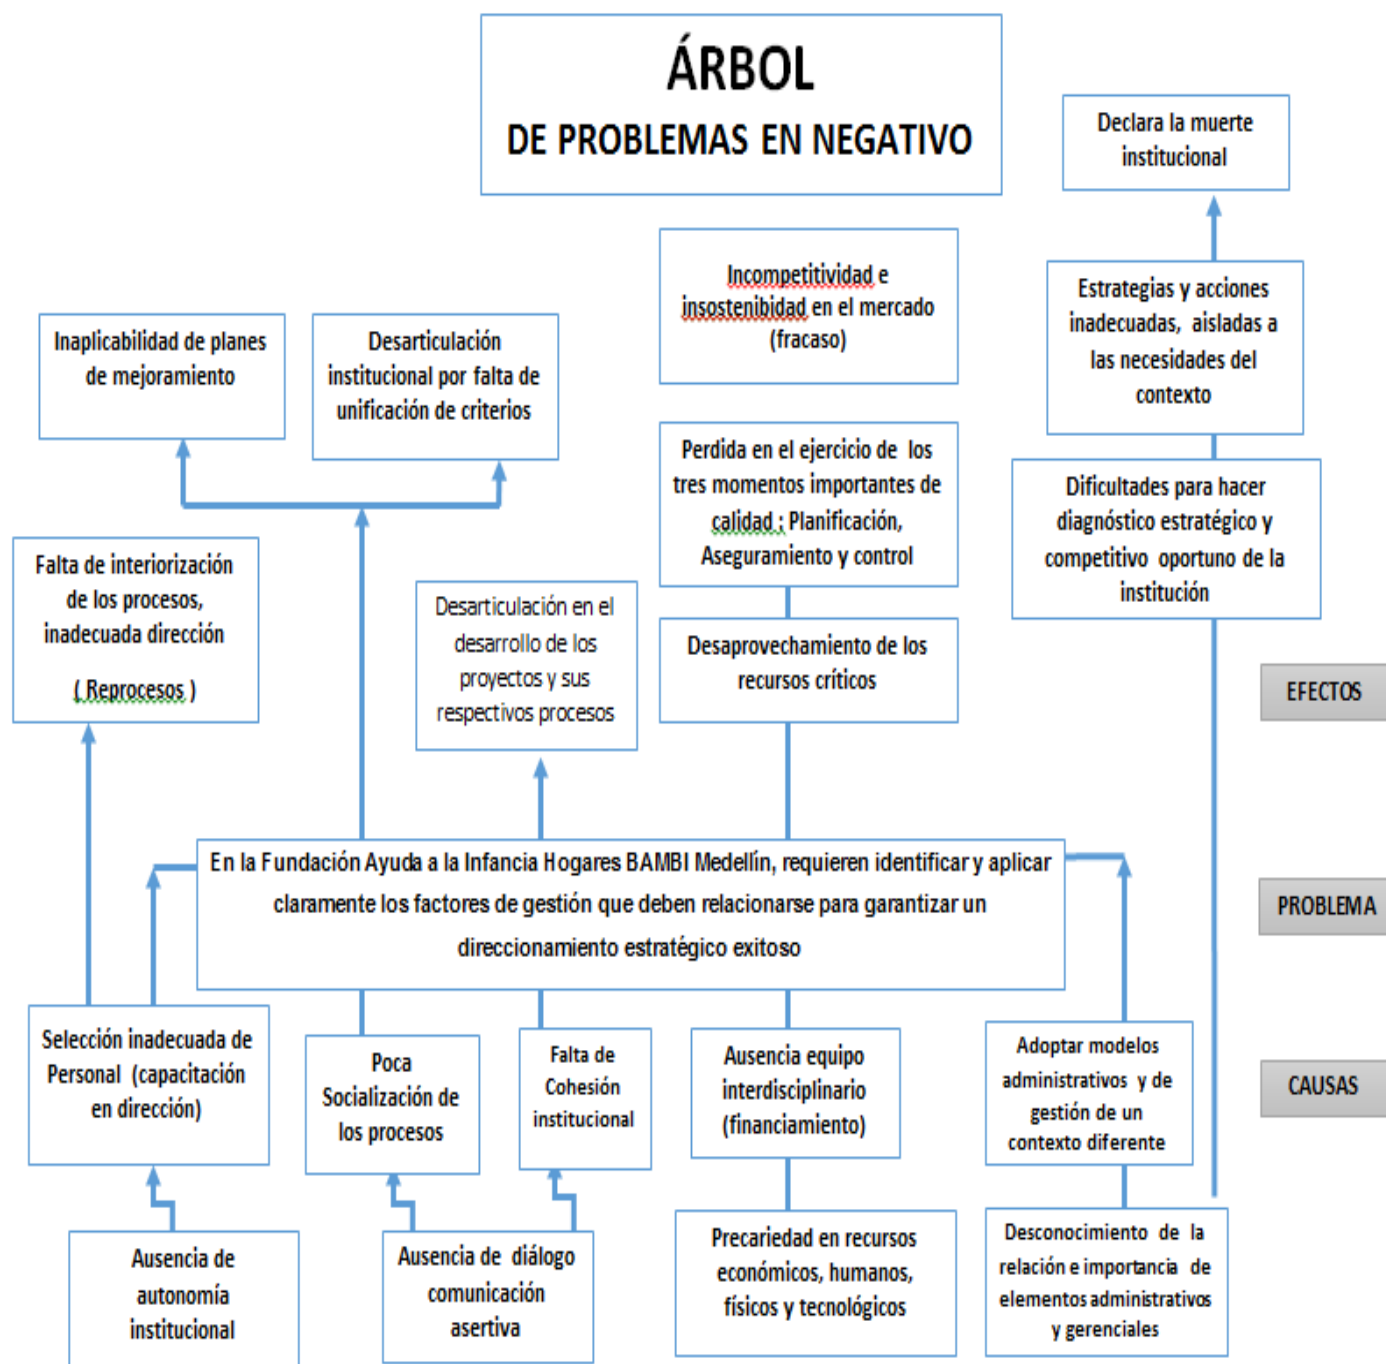 ÁRBOL
DE PROBLEMAS EN NEGATIVO
Declara la muerte
institucional
Incompetitividad e
insostenibidad en el mercado
(fracaso)
Estrategias y acciones
inadecuadas, aisladas a
las necesidades del
contexto
Inaplicabilidad de planes
de mejoramiento
Desarticulación
institucional por falta de
unificación de criterios
Perdida en el ejercicio de los
tres momentos importantes de
calidad : Planificación,
Aseguramiento y control
Dificultades para hacer
diagnóstico estratégico y
competitivo oportuno de la
institución
Falta de interiorización
de los procesos,
inadecuada dirección
( Reprocesos )
Desarticulación en el
desarrollo de los
proyectos y sus
respectivos procesos
Desaprovechamiento de los
recursos críticos
EFECTOS
En la Fundación Ayuda a la Infancia Hogares BAMBI Medellín, requieren identificar y aplicar
claramente los factores de gestión que deben relacionarse para garantizar un
direccionamiento estratégico exitoso
PROBLEMA
Selección inadecuada de
Personal (capacitación
en dirección)
Poca
Socialización de
los procesos
Falta de
Cohesión
institucional
Ausencia equipo
interdisciplinario
(financiamiento)
Adoptar modelos
administrativos y de
gestión de un
contexto diferente
CAUSAS
Ausencia de
autonomía
institucional
Ausencia de diálogo
comunicación
asertiva
Precariedad en recursos
económicos, humanos,
físicos y tecnológicos
Desconocimiento de la
relación e importancia de
elementos administrativos
y gerenciales